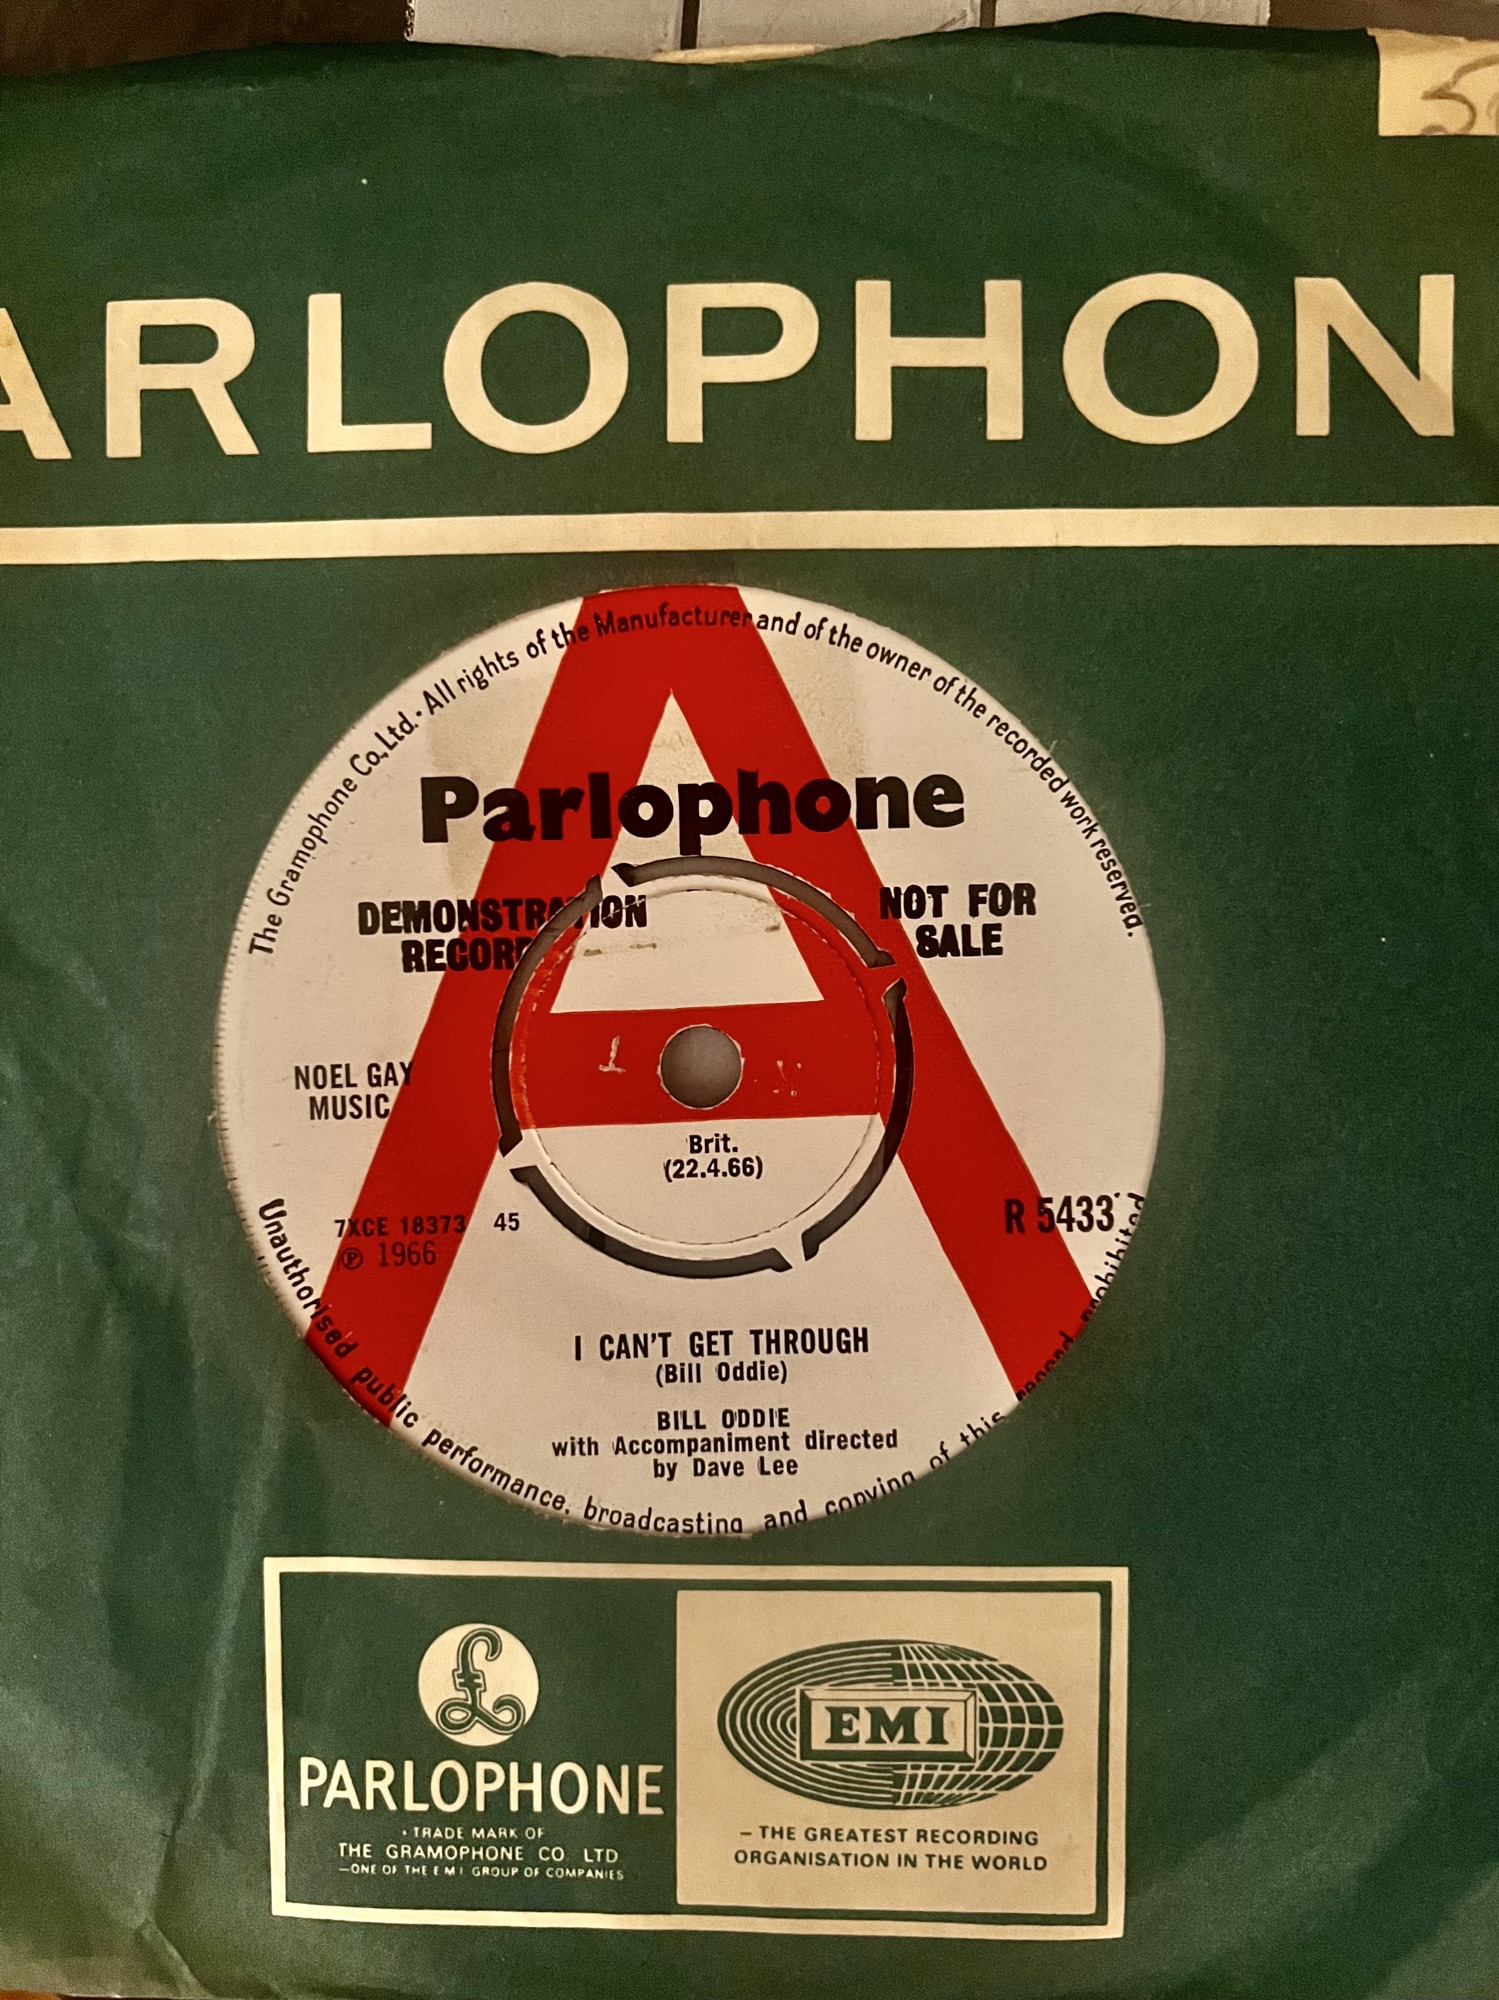 ARLOPHON
The Gramophone Co., Ltd. · All rights of the Manufacturer and of the owner of the recorded work reserved.
Parlophone
DEMONSTRATION
RECORD
NOT FOR
SALE
NOEL GAY
MUSIC
Brit.
(22.4.66)
7XCE 18373
45
℗ 1966
R 5433
I CAN'T GET THROUGH
(Bill Oddie)
BILL ODDIE
with Accompaniment directed
by Dave Lee
Unauthorised public performance, broadcasting and copying of this record prohibited
£
PARLOPHONE
• TRADE MARK OF
THE GRAMOPHONE CO. LTD
—ONE OF THE E M I GROUP OF COMPANIES
EMI
– THE GREATEST RECORDING
ORGANISATION IN THE WORLD